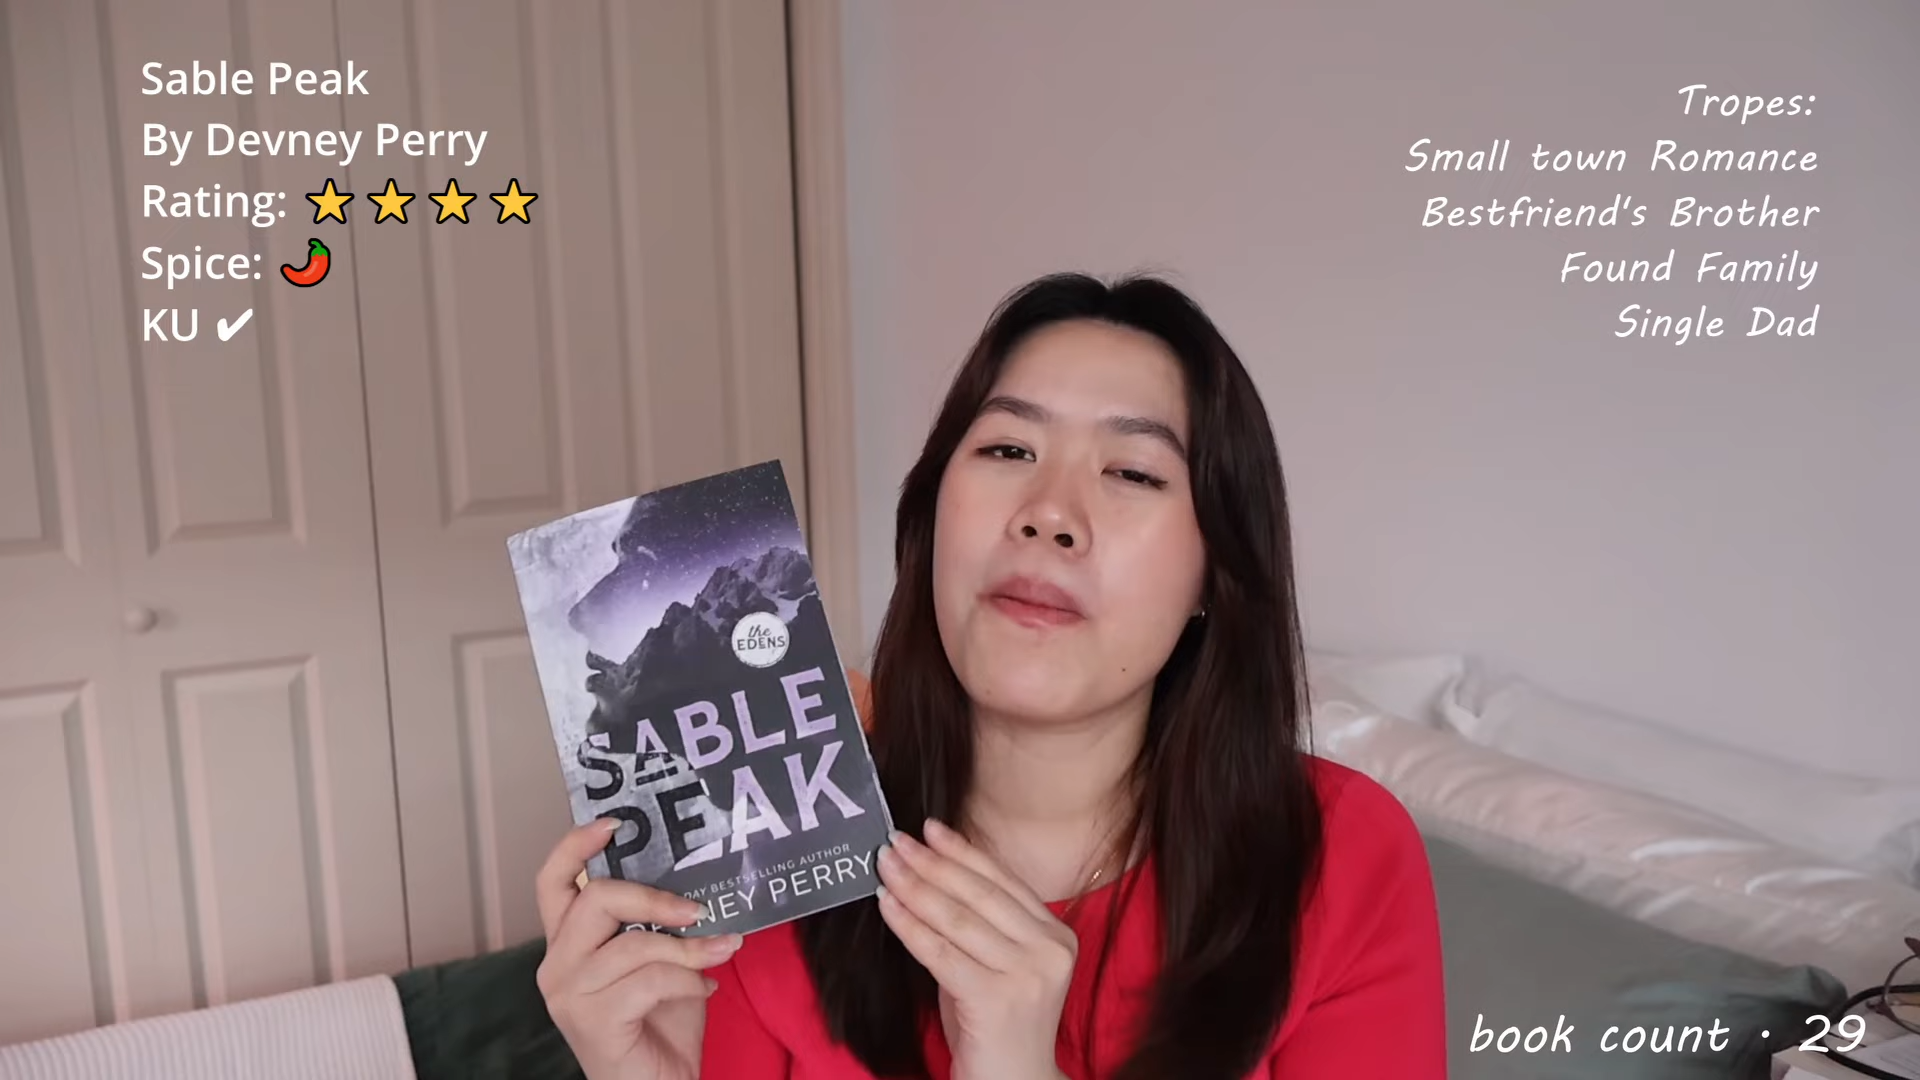 Sable Peak
By Devney Perry
Rating: ⭐⭐⭐⭐
Spice: 🌶️
KU ✔
Tropes:
Small town Romance
Bestfriend's Brother
Found Family
Single Dad
the
EDENS
SABLE
PEAK
DAY BESTSELLING AUTHOR
PERRY
book count · 29